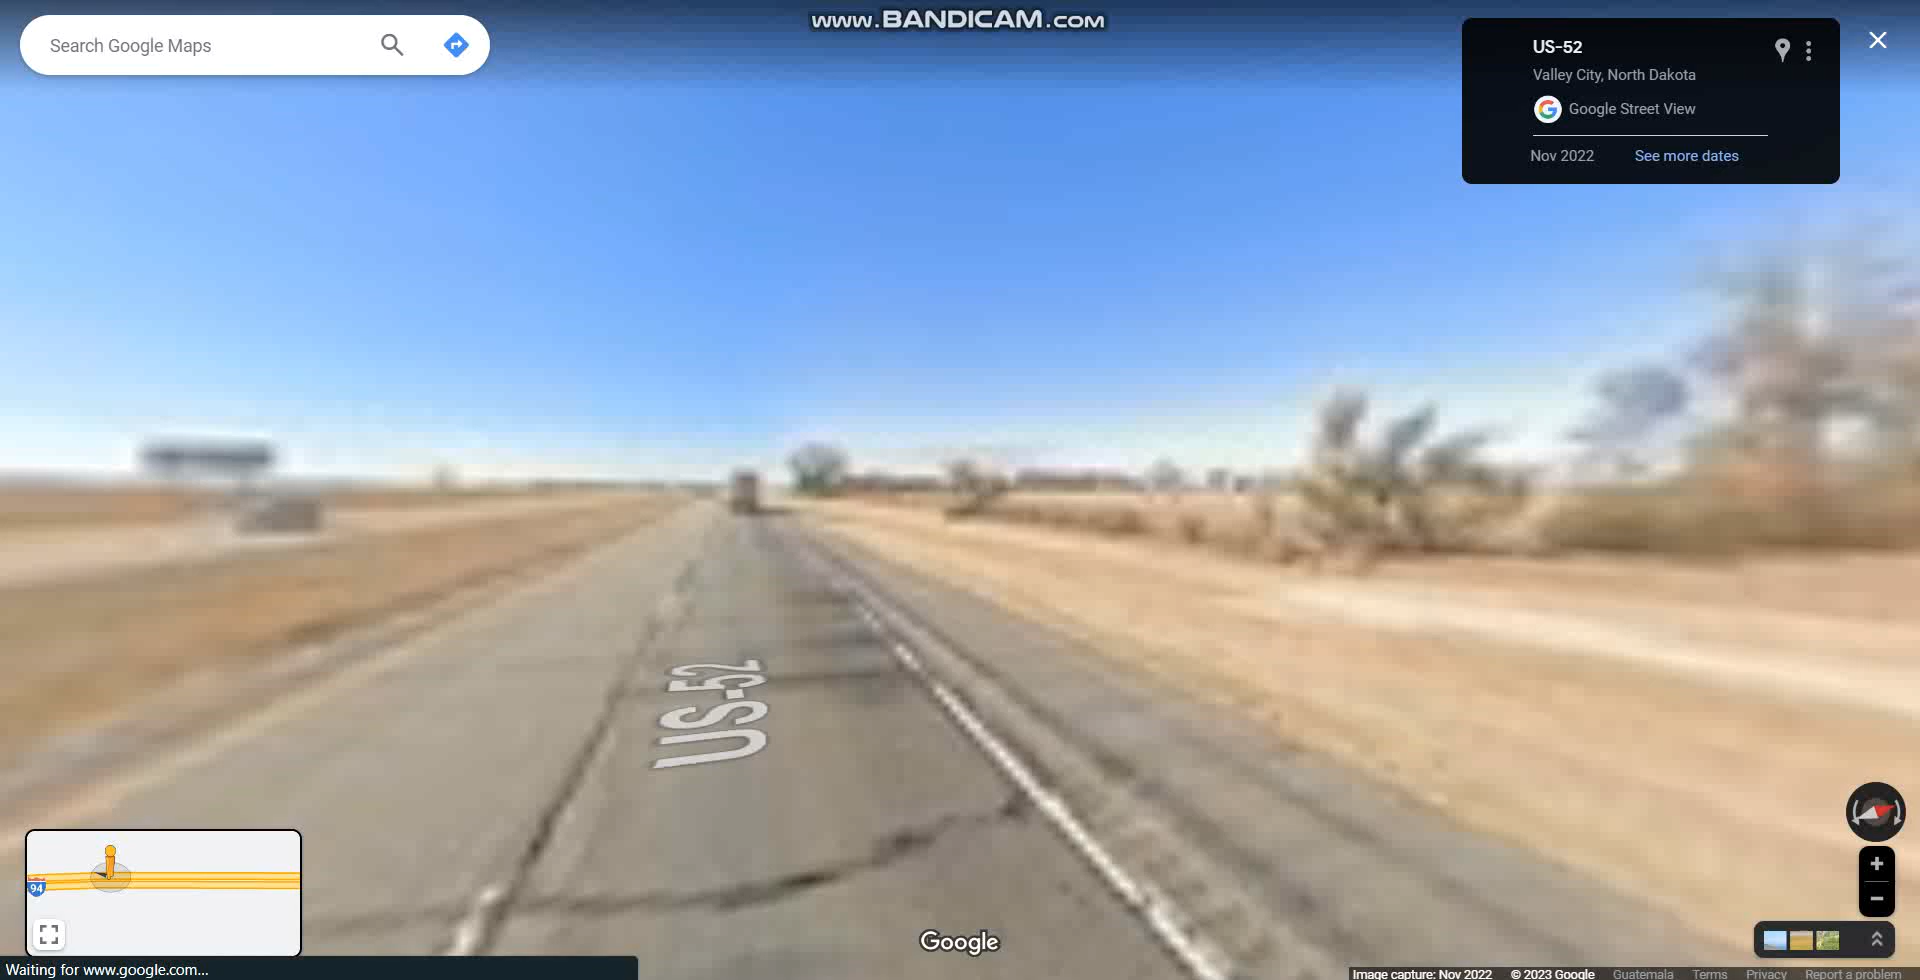 www.BANDICAM.com
Search Google Maps
US-52
Valley City, North Dakota
Google Street View
Nov 2022 See more dates
US-52
94
Google
Waiting for www.google.com...
Image capture: Nov 2022 © 2023 Google Guatemala Terms Privacy Report a problem